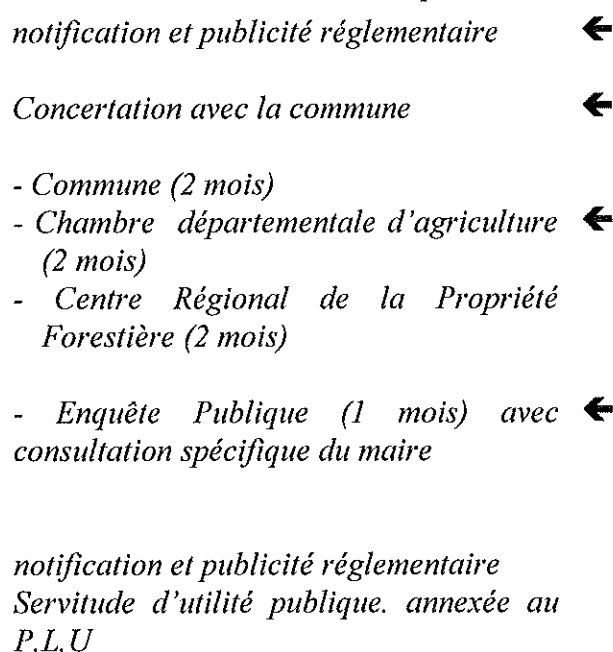 notification et publicité réglementaire ←
Concertation avec la commune ←
- Commune (2 mois)
- Chambre départementale d'agriculture ←
(2 mois)
- Centre Régional de la Propriété
Forestière (2 mois)
- Enquête Publique (1 mois) avec ←
consultation spécifique du maire
notification et publicité réglementaire
Servitude d'utilité publique. annexée au
P.L.U